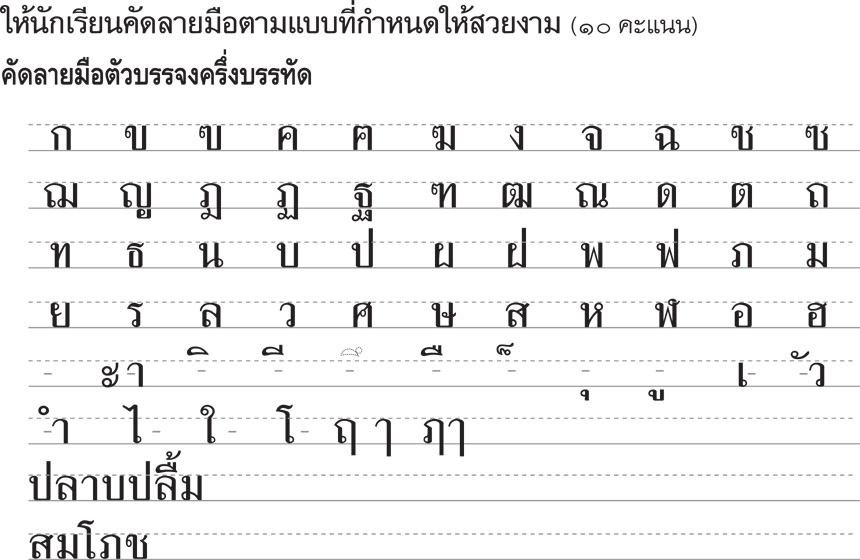 ให้นักเรียนคัดลายมือตามแบบที่กำหนดให้สวยงาม (๑๐ คะแนน)
คัดลายมือตัวบรรจงครึ่งบรรทัด
ก ข ฃ ค ฅ ฆ ง จ ฉ ช ซ
ฌ ญ ฎ ฏ ฐ ฑ ฒ ณ ด ต ถ
ท ธ น บ ป ผ ฝ พ ฟ ภ ม
ย ร ล ว ศ ษ ส ห ฬ อ ฮ
-ะ า -ิ -ี -ึ -ื -็ -ุ -ู เ- -ัว
-ำ ไ- ใ- โ- ฤ ๅ ฦๅ
ปลาบปลื้ม
สมโภช